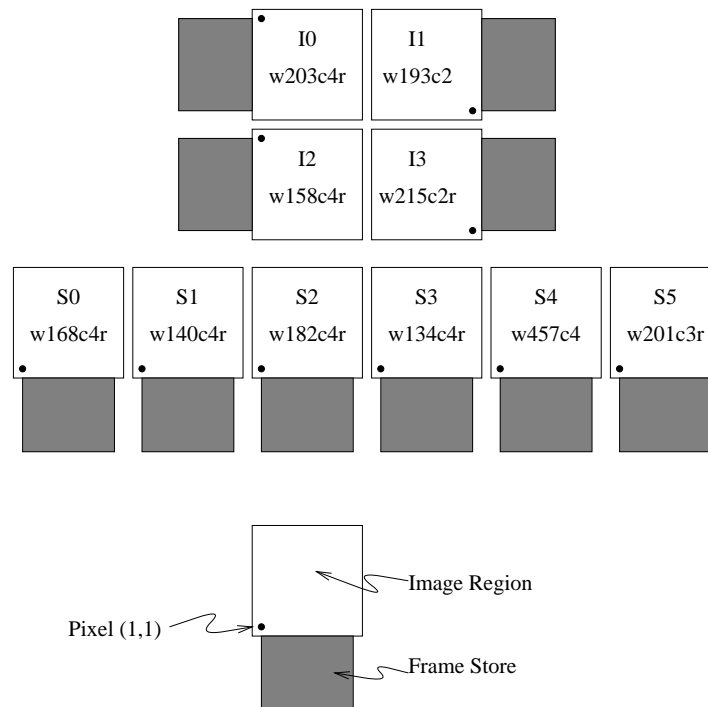 I0
w203c4r
I1
w193c2
I2
w158c4r
I3
w215c2r
S0
w168c4r
S1
w140c4r
S2
w182c4r
S3
w134c4r
S4
w457c4
S5
w201c3r
Image Region
Pixel (1,1)
Frame Store